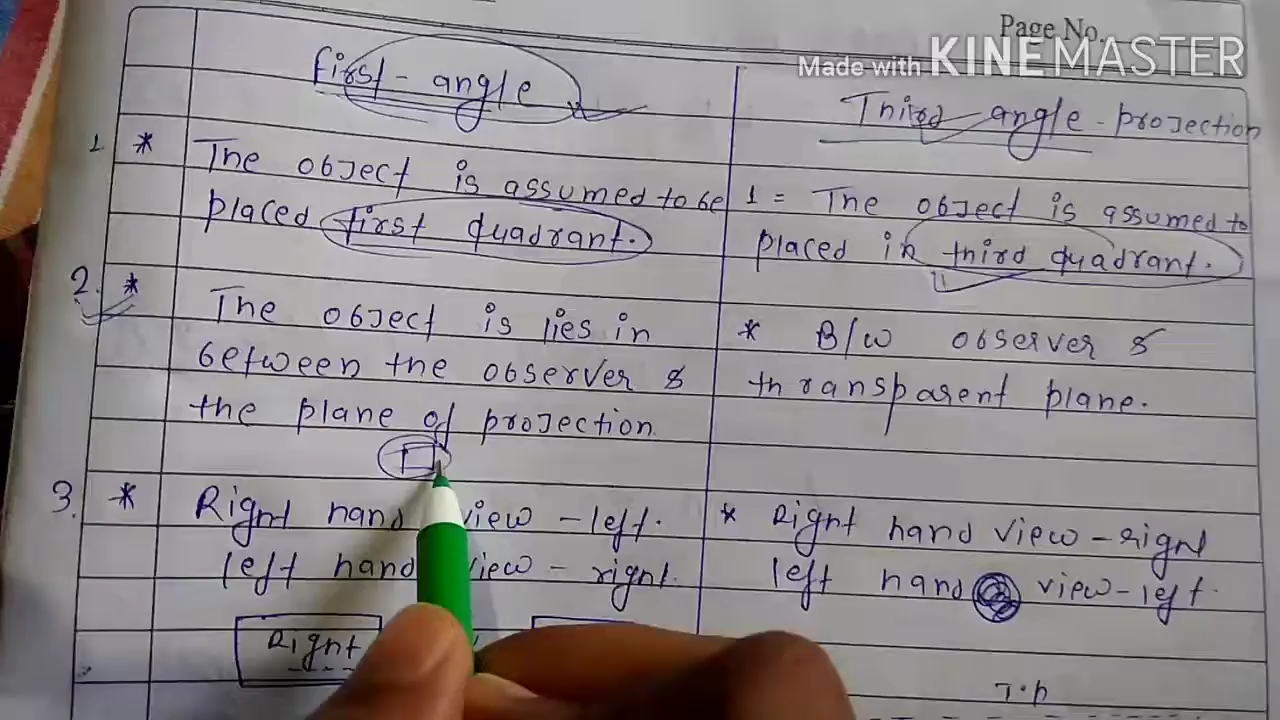 Page No.
Made with KINEMASTER
first-angle
Third-angle-projection
1 *
The object is assumed to be
placed first quadrant.
1 = The object is assumed to
placed in third quadrant.
2. *
The object is lies in
between the observer &
the plane of projection.
* B/w observer &
thransparent plane.
3. *
Right hand view - left.
left hand view - right.
* Right hand view - right
left hand view - left.
Right
T.P